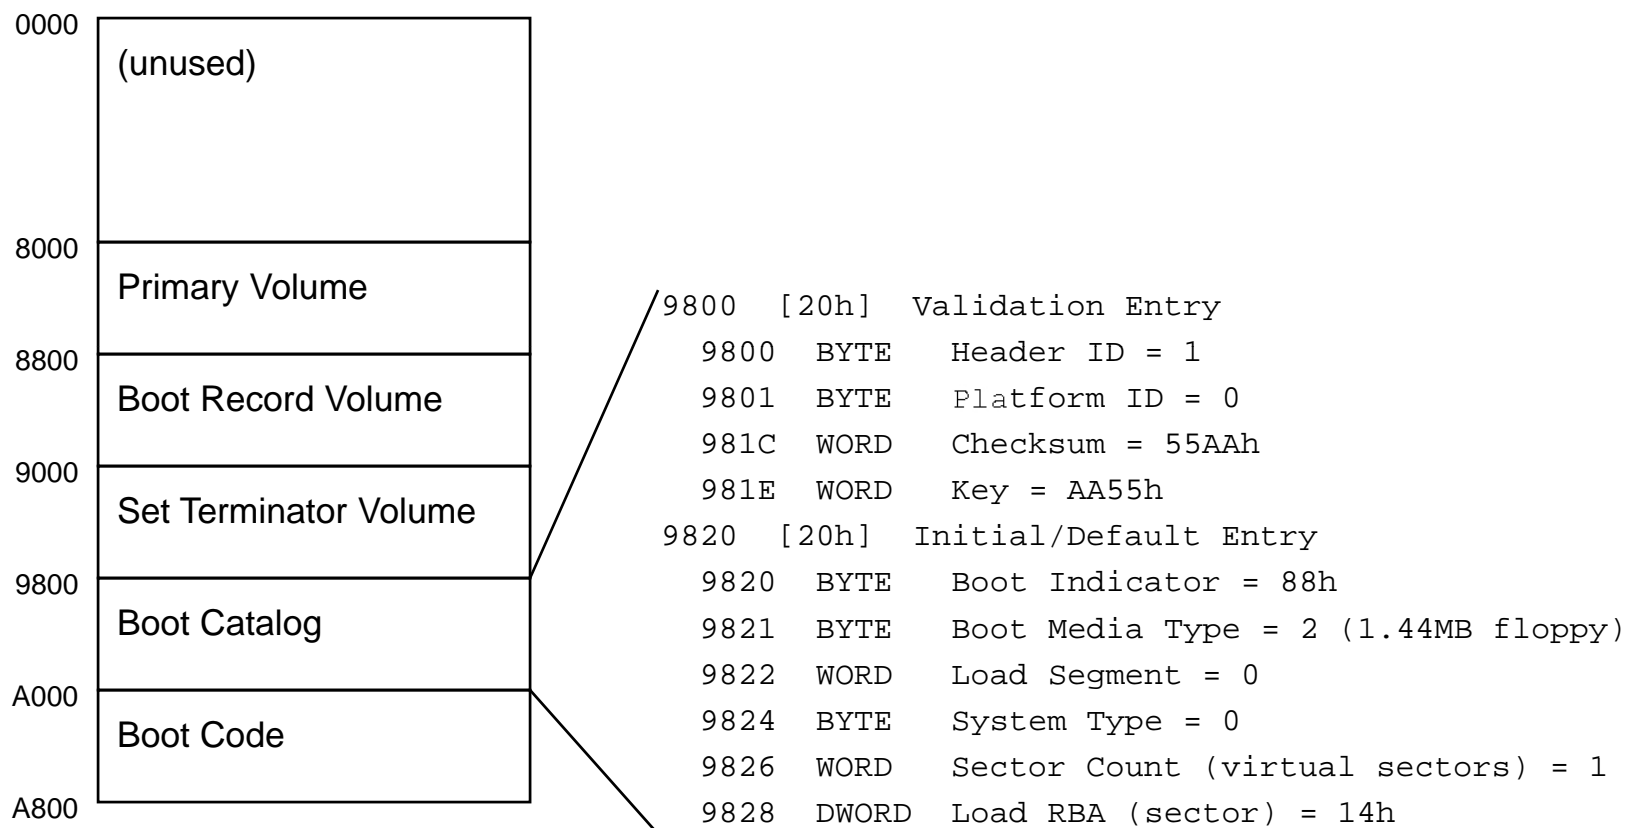 0000
(unused)
8000
Primary Volume
8800
Boot Record Volume
9000
Set Terminator Volume
9800
Boot Catalog
A000
Boot Code
A800
9800 [20h] Validation Entry
9800 BYTE Header ID = 1
9801 BYTE Platform ID = 0
981C WORD Checksum = 55AAh
981E WORD Key = AA55h
9820 [20h] Initial/Default Entry
9820 BYTE Boot Indicator = 88h
9821 BYTE Boot Media Type = 2 (1.44MB floppy)
9822 WORD Load Segment = 0
9824 BYTE System Type = 0
9826 WORD Sector Count (virtual sectors) = 1
9828 DWORD Load RBA (sector) = 14h